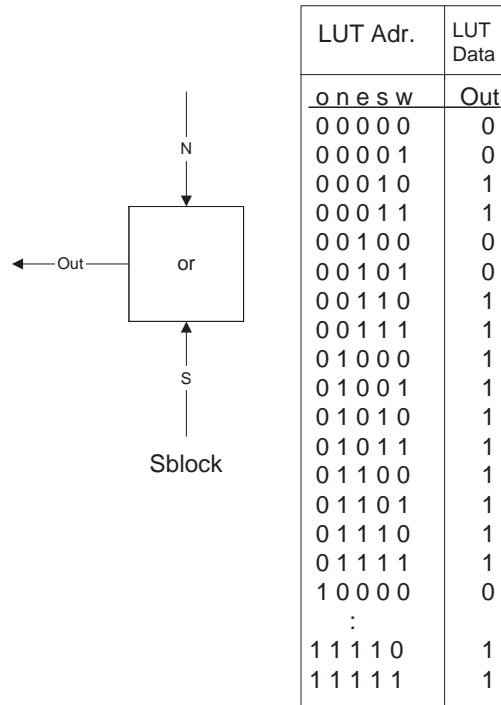 N
Out
or
S
Sblock
LUT Adr. LUT Data
o n e s w Out
0 0 0 0 0 0
0 0 0 0 1 0
0 0 0 1 0 1
0 0 0 1 1 1
0 0 1 0 0 0
0 0 1 0 1 0
0 0 1 1 0 1
0 0 1 1 1 1
0 1 0 0 0 1
0 1 0 0 1 1
0 1 0 1 0 1
0 1 0 1 1 1
0 1 1 0 0 1
0 1 1 0 1 1
0 1 1 1 0 1
0 1 1 1 1 1
1 0 0 0 0 0
:
1 1 1 1 0 1
1 1 1 1 1 1